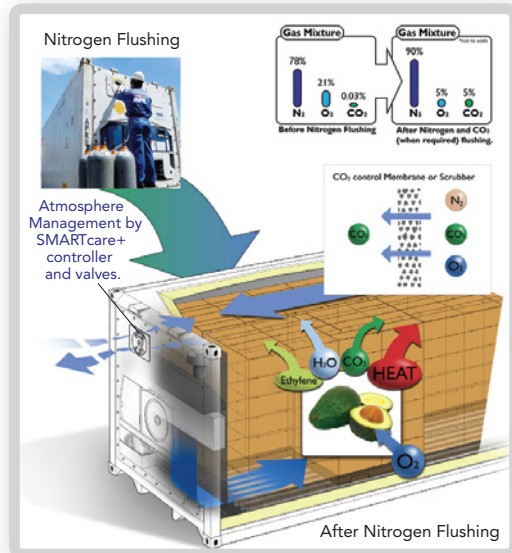 Nitrogen Flushing
Gas Mixture
78%
21%
0.03%
N₂ O₂ CO₂
Before Nitrogen Flushing
Gas Mixture
*not to scale
90%
5%
5%
N₂ O₂ CO₂
After Nitrogen and CO₂
(when required) flushing.
CO₂ control Membrane or Scrubber
N₂
CO₂
CO₂
O₂
Atmosphere
Management by
SMARTcare+
controller
and valves.
Ethylene
H₂O
CO₂
HEAT
O₂
After Nitrogen Flushing